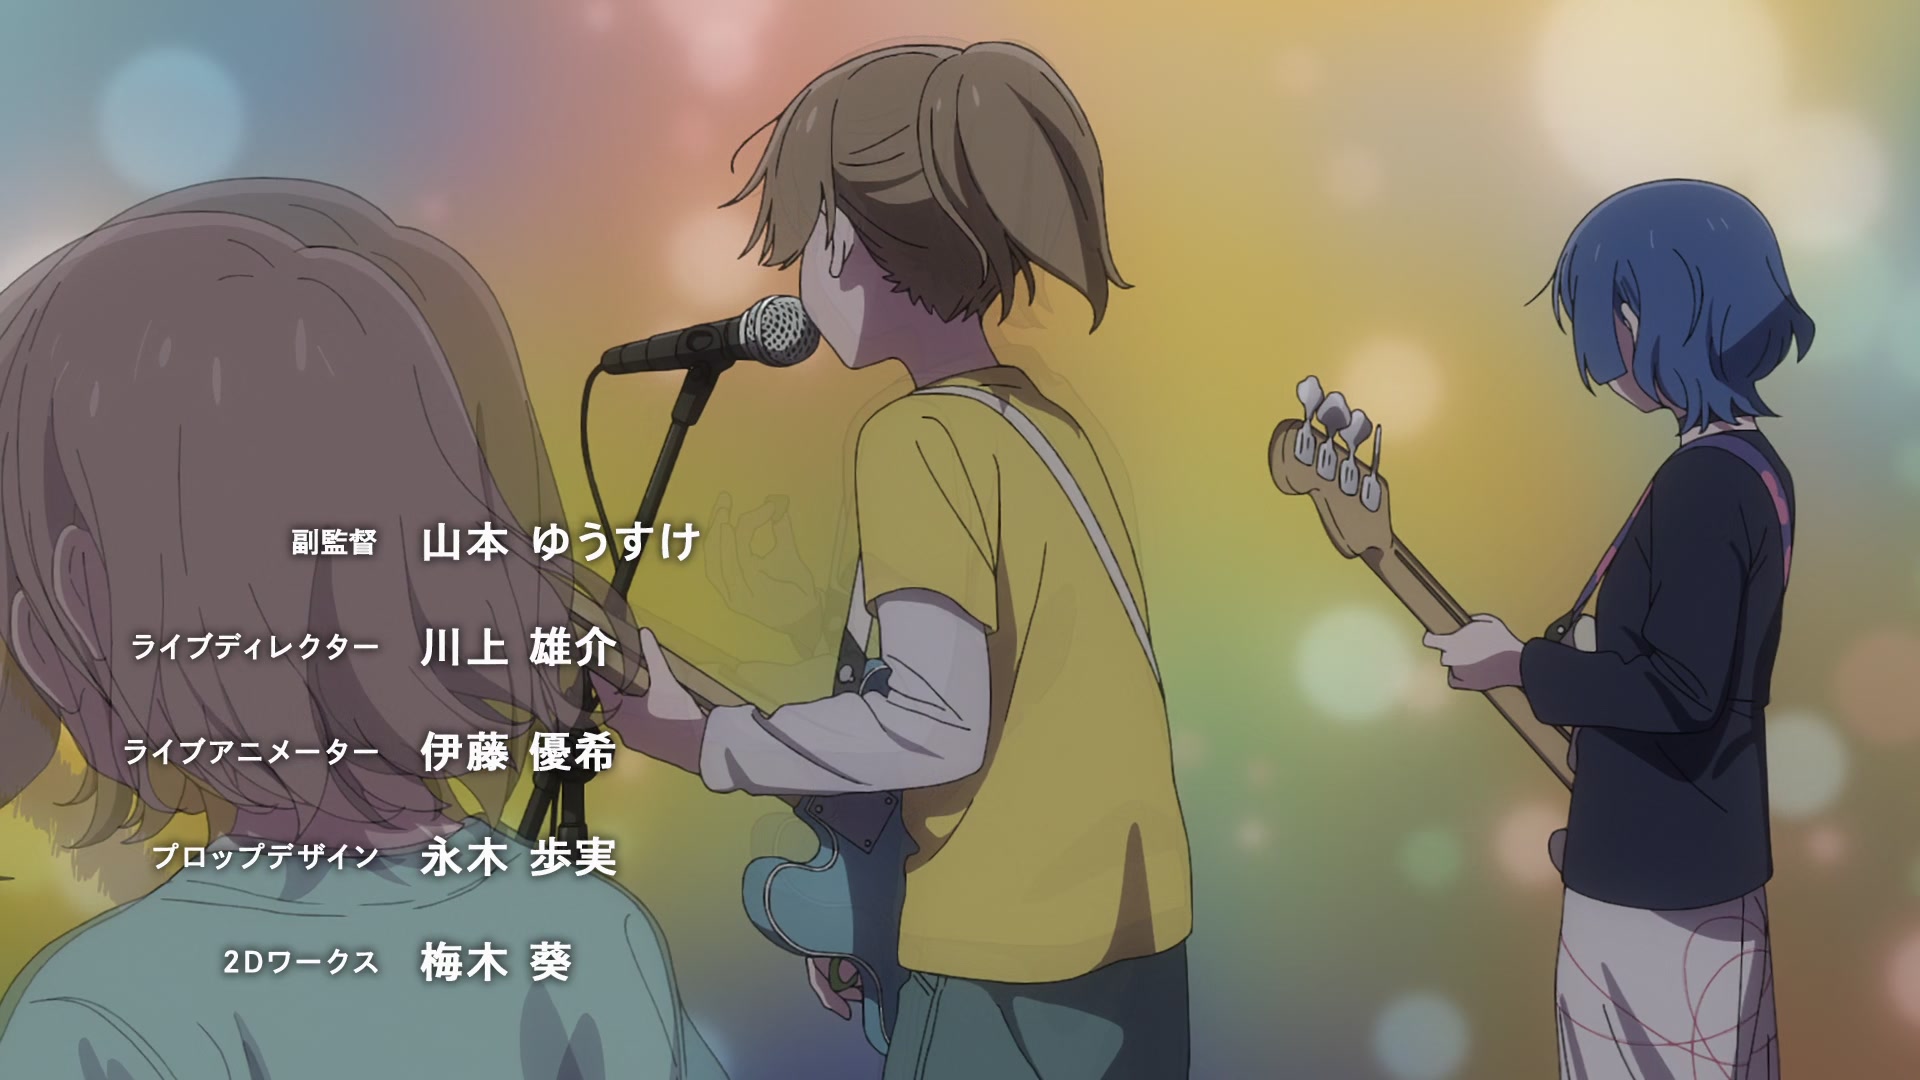 副監督 山本 ゆうすけ
ライブディレクター 川上 雄介
ライブアニメーター 伊藤 優希
プロップデザイン 永木 歩実
2Dワークス 梅木 葵